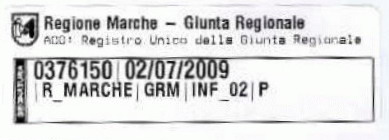 Regione Marche – Giunta Regionale
AOO: Registro Unico della Giunta Regionale
0376150|02/07/2009
|R_MARCHE|GRM|INF_02|P